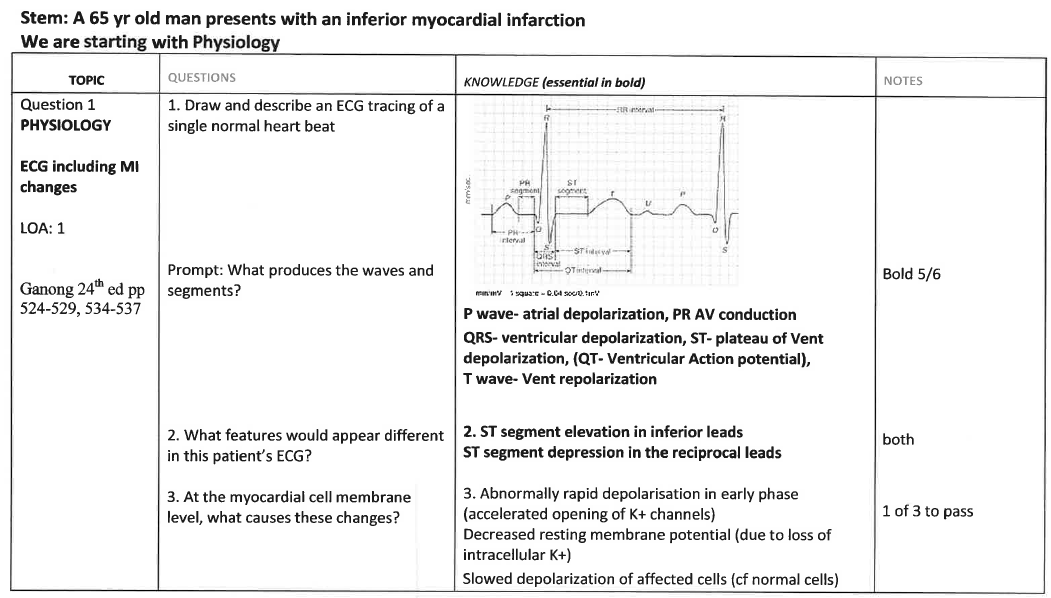 Stem: A 65 yr old man presents with an inferior myocardial infarction
We are starting with Physiology
TOPIC
QUESTIONS
KNOWLEDGE (essential in bold)
NOTES
Question 1
PHYSIOLOGY
ECG including MI
changes
LOA: 1
Ganong 24th ed pp
524-529, 534-537
1. Draw and describe an ECG tracing of a
single normal heart beat
Prompt: What produces the waves and
segments?
RR interval
R
R
PR
segment
ST
segment
P
T
U
P
mm/sec
PR
interval
Q
S
QRS
interval
ST interval
QT interval
Q
S
mm/mV 1 square = 0.04 sec/0.1mV
P wave- atrial depolarization, PR AV conduction
QRS- ventricular depolarization, ST- plateau of Vent
depolarization, (QT- Ventricular Action potential),
T wave- Vent repolarization
Bold 5/6
2. What features would appear different
in this patient's ECG?
2. ST segment elevation in inferior leads
ST segment depression in the reciprocal leads
both
3. At the myocardial cell membrane
level, what causes these changes?
3. Abnormally rapid depolarisation in early phase
(accelerated opening of K+ channels)
Decreased resting membrane potential (due to loss of
intracellular K+)
Slowed depolarization of affected cells (cf normal cells)
1 of 3 to pass